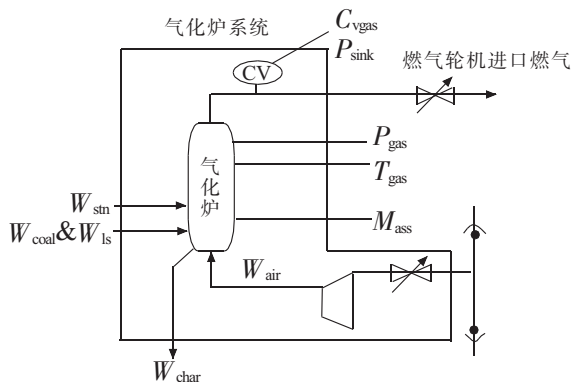 气化炉系统
C_vgas
P_sink
CV
燃气轮机进口燃气
P_gas
气化炉
T_gas
W_stn
W_coal&W_ls
M_ass
W_air
W_char